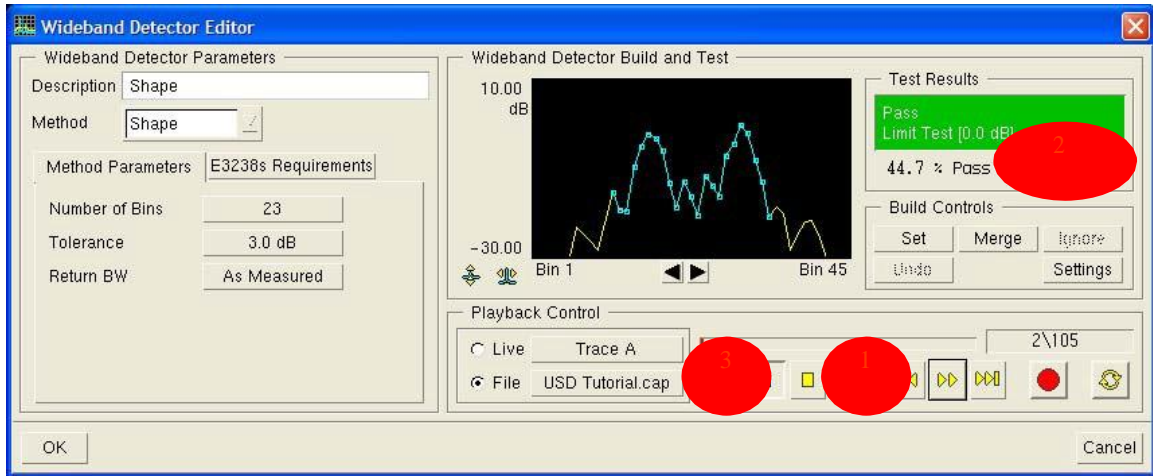 Wideband Detector Editor
Wideband Detector Parameters
Description Shape
Method Shape
Method Parameters E3238s Requirements
Number of Bins 23
Tolerance 3.0 dB
Return BW As Measured
Wideband Detector Build and Test
10.00
dB
-30.00
Bin 1 Bin 45
Test Results
Pass
Limit Test [0.0 dB]
2
44.7 % Pass
Build Controls
Set Merge Ignore
Undo Settings
Playback Control
Live Trace A
2\105
File USD Tutorial.cap
3
1
OK Cancel